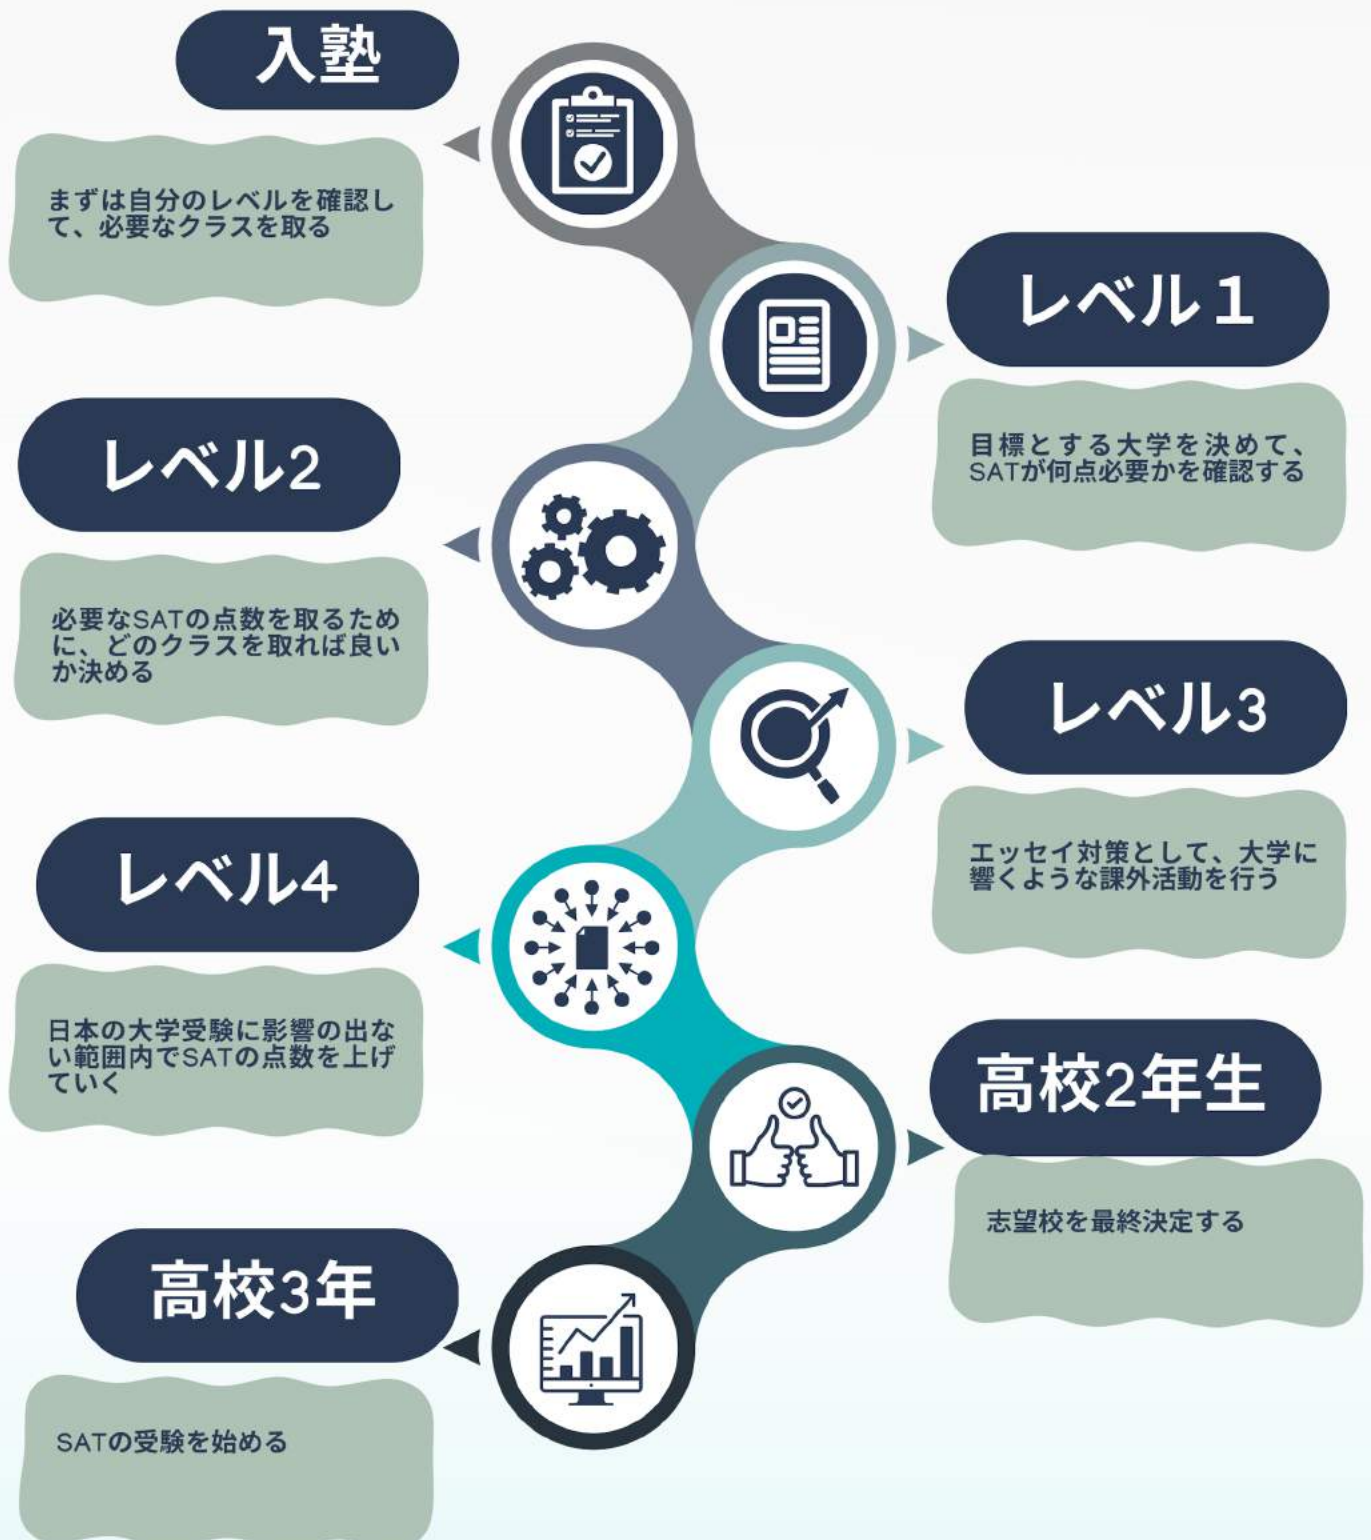 入塾
まずは自分のレベルを確認し
て、必要なクラスを取る
レベル１
目標とする大学を決めて、
SATが何点必要かを確認する
レベル2
必要なSATの点数を取るため
に、どのクラスを取れば良い
か決める
レベル3
エッセイ対策として、大学に
響くような課外活動を行う
レベル4
日本の大学受験に影響の出な
い範囲内でSATの点数を上げ
ていく
高校2年生
志望校を最終決定する
高校3年
SATの受験を始める